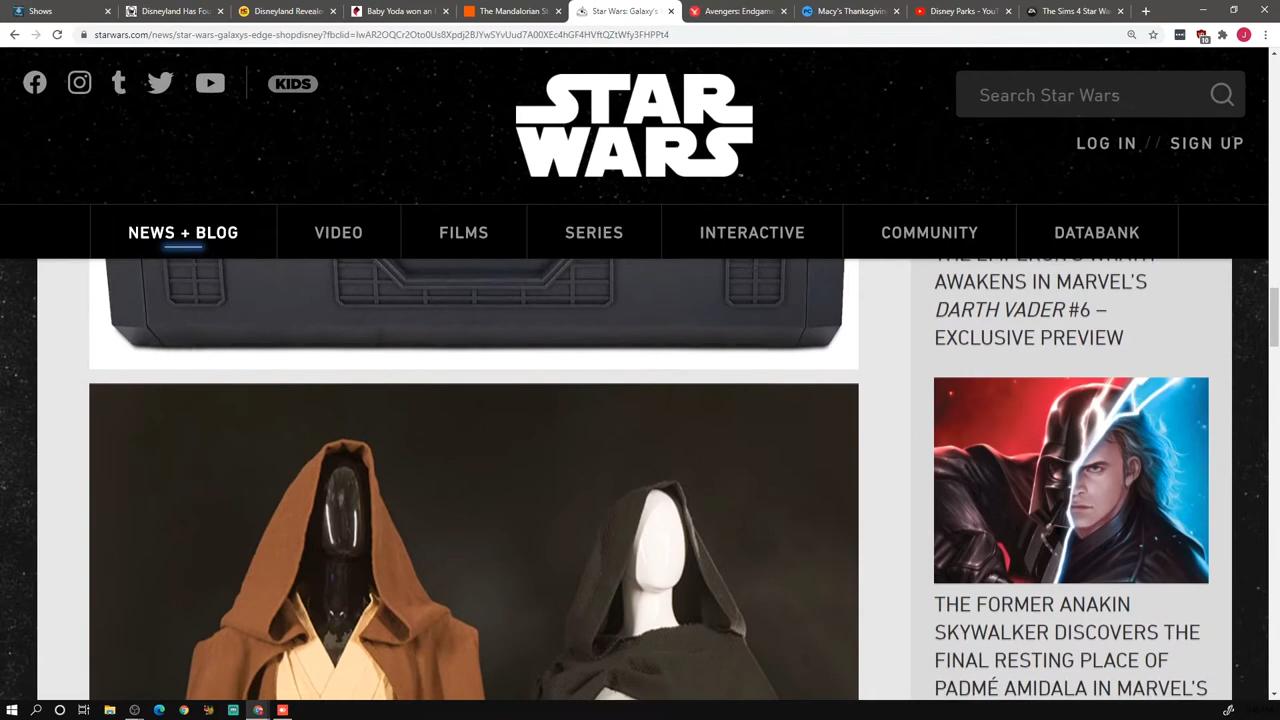 Shows
Disneyland Has Fou
Disneyland Reveale
Baby Yoda won an
The Mandalorian S
Star Wars: Galaxy's
Avengers: Endgam
Macy's Thanksgivin
Disney Parks - YouT
The Sims 4 Star Wa
starwars.com/news/star-wars-galaxys-edge-shopdisney?fbclid=IwAR2OQCr2Oto0Us8Xpdj2BJYwSYvUud7A00XEc4hGF4HVftQZtWfy3FHPPt4
10
J
KIDS
STAR
WARS
Search Star Wars
LOG IN // SIGN UP
NEWS + BLOG
VIDEO
FILMS
SERIES
INTERACTIVE
COMMUNITY
DATABANK
THE EMPEROR'S WRATH
AWAKENS IN MARVEL'S
DARTH VADER #6 –
EXCLUSIVE PREVIEW
THE FORMER ANAKIN
SKYWALKER DISCOVERS THE
FINAL RESTING PLACE OF
PADMÉ AMIDALA IN MARVEL'S